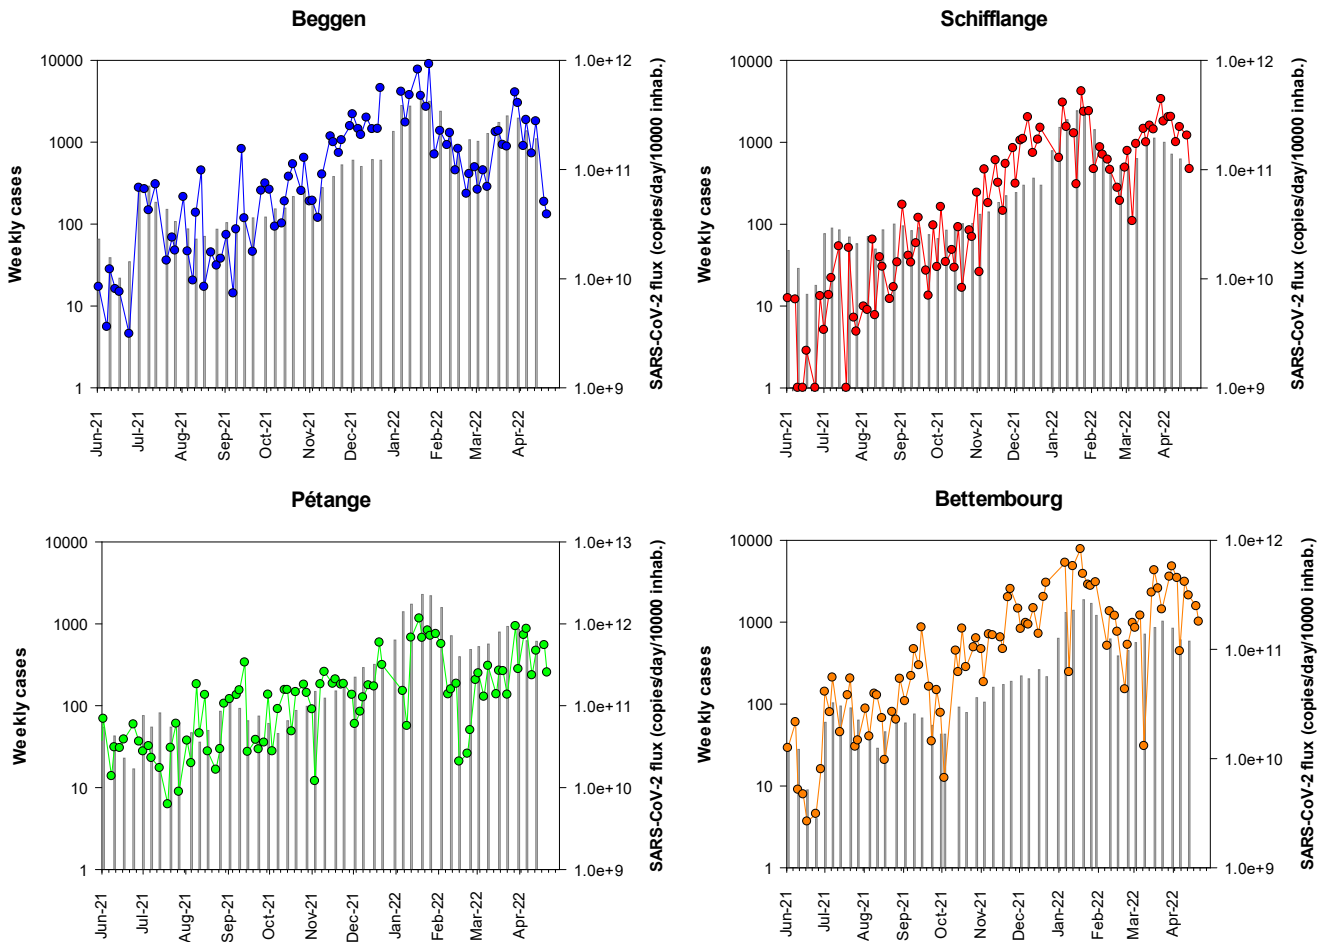 Beggen
Weekly cases
10000
1000
100
10
1
1.0e+12
1.0e+11
1.0e+10
1.0e+9
SARS-CoV-2 flux (copies/day/10000 inhab.)
Jun-21
Jul-21
Aug-21
Sep-21
Oct-21
Nov-21
Dec-21
Jan-22
Feb-22
Mar-22
Apr-22
Schifflange
Weekly cases
10000
1000
100
10
1
1.0e+12
1.0e+11
1.0e+10
1.0e+9
SARS-CoV-2 flux (copies/day/10000 inhab.)
Jun-21
Jul-21
Aug-21
Sep-21
Oct-21
Nov-21
Dec-21
Jan-22
Feb-22
Mar-22
Apr-22
Pétange
Weekly cases
10000
1000
100
10
1
1.0e+13
1.0e+12
1.0e+11
1.0e+10
1.0e+9
SARS-CoV-2 flux (copies/day/10000 inhab.)
Jun-21
Jul-21
Aug-21
Sep-21
Oct-21
Nov-21
Dec-21
Jan-22
Feb-22
Mar-22
Apr-22
Bettembourg
Weekly cases
10000
1000
100
10
1
1.0e+12
1.0e+11
1.0e+10
1.0e+9
SARS-CoV-2 flux (copies/day/10000 inhab.)
Jun-21
Jul-21
Aug-21
Sep-21
Oct-21
Nov-21
Dec-21
Jan-22
Feb-22
Mar-22
Apr-22